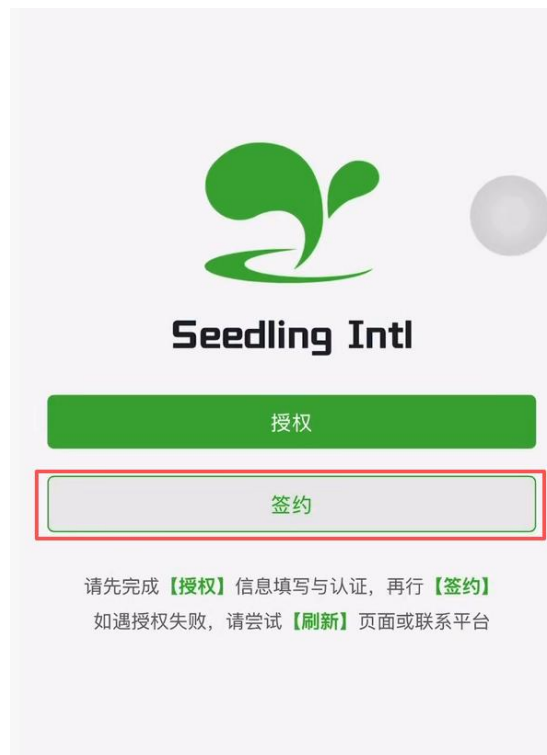 Seedling Intl
授权
签约
请先完成【授权】信息填写与认证，再行【签约】
如遇授权失败，请尝试【刷新】页面或联系平台